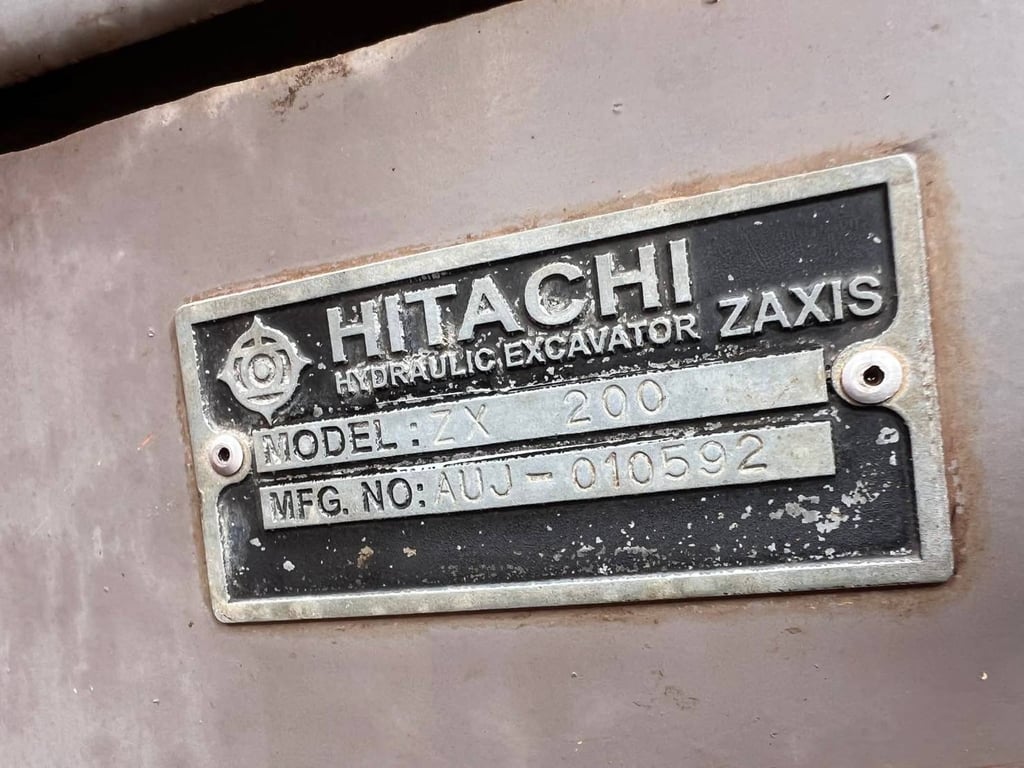 HITACHI
HYDRAULIC EXCAVATOR ZAXIS
MODEL: ZX 200
MFG. NO: AUJ-010592